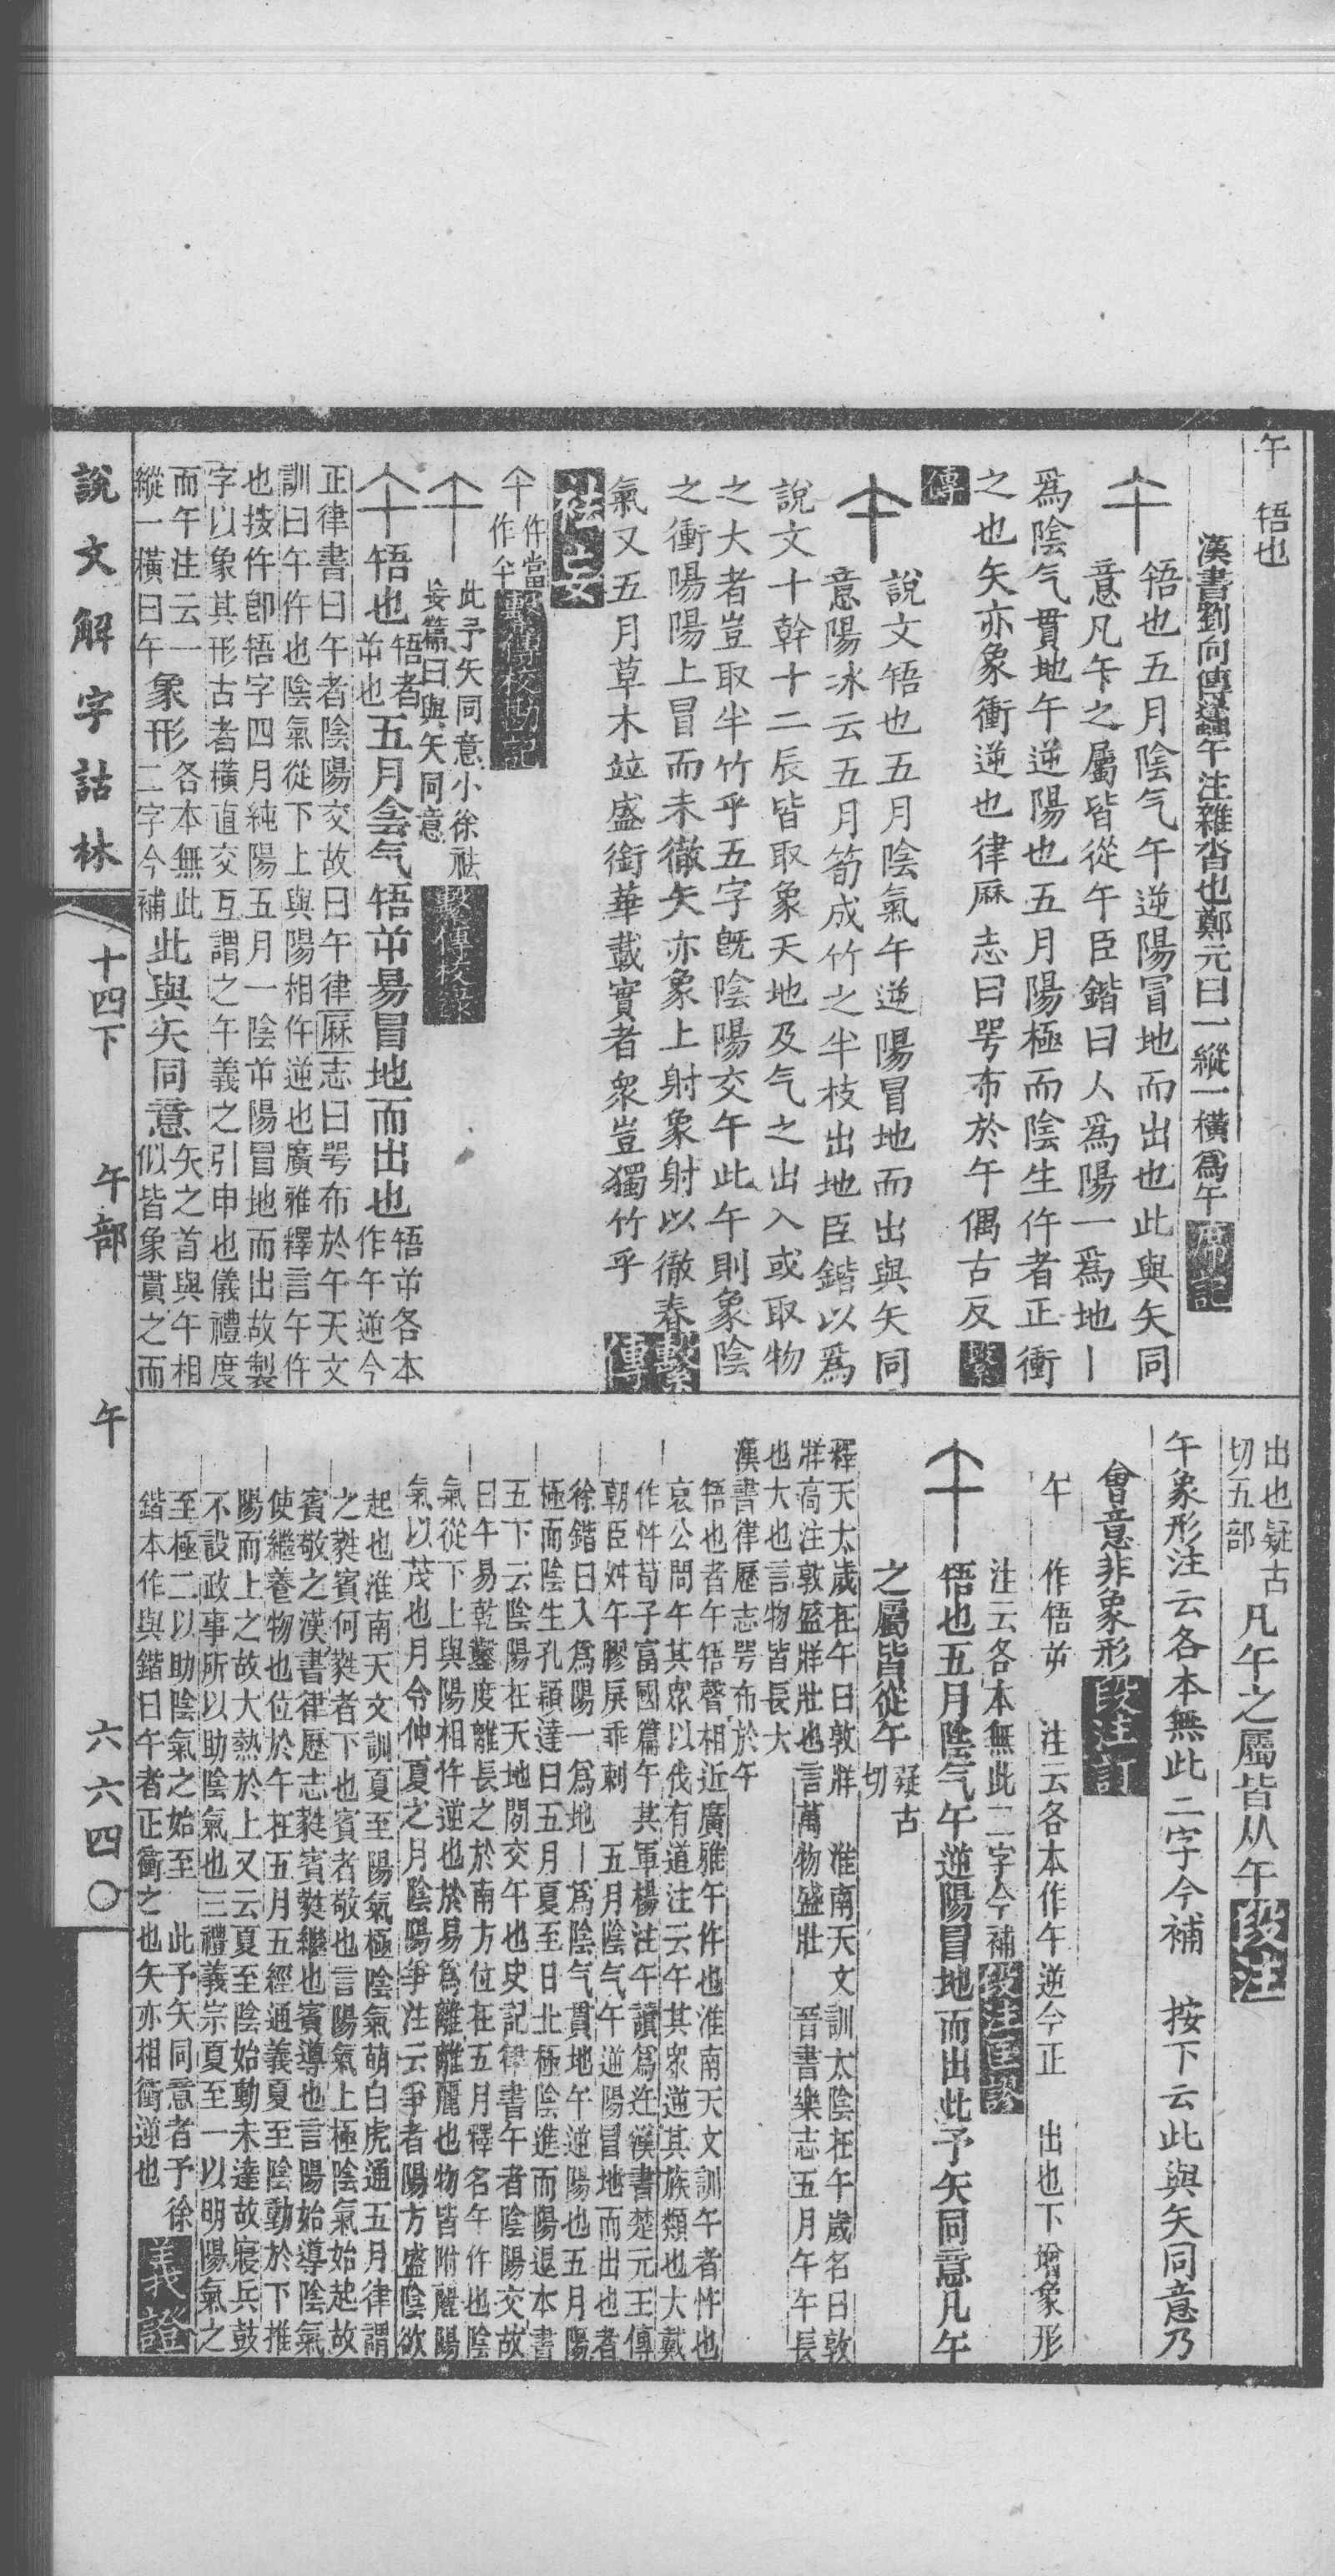 午　啎也
漢書劉向傳蠭午注雜沓也鄭元曰一縱一橫爲午
席記
啎也五月陰气午逆陽冒地而出也此與矢同
意凡午之屬皆從午臣鍇曰人爲陽一爲地丨
爲陰气貫地午逆陽也五月陽極而陰生仵者正衝
之也矢亦象衝逆也律厤志曰咢布於午偶古反
繫
傳
說文啎也五月陰氣午逆陽冒地而出與矢同
意陽冰云五月筍成竹之半枝出地臣鍇以爲
說文十幹十二辰皆取象天地及气之出入或取物
之大者豈取半竹乎五字旣陰陽交午此午則象陰
之衝陽陽上冒而未徹矢亦象上射象射以徹春
氣又五月草木竝盛銜華載實者衆豈獨竹乎
繫
傳
祛妄
仵當
作午
繫傳校勘記
此予矢同意小徐祛
妄篇曰與矢同意
繫傳校錄
啎也
啎者
屰也
五月侌气啎屰昜冒地而出也
啎屰各本
作午逆今
正律書曰午者陰陽交故曰午律厤志曰咢布於午天文
訓曰午仵也陰氣從下上與陽相仵逆也廣雅釋言午仵
也按仵卽啎字四月純陽五月一陰屰陽冒地而出故製
字以象其形古者橫直交互謂之午義之引申也儀禮度
而午注云一
縱一橫曰午
象形
各本無此
二字今補
此與矢同意
矢之首與午相
似皆象貫之而
說文解字詁林
十四下
午部
午
六六四〇
出也疑古
切五部
凡午之屬皆从午
段注
午象形注云各本無此二字今補　按下云此與矢同意乃
會意非象形
段注訂
午　作啎屰　注云各本作午逆今正　出也下增象形
注云各本無此二字今補
段注匡謬
啎也五月陰气午逆陽冒地而出此予矢同意凡午
之屬皆從午
疑古
切
釋天太歲在午曰敦牂　淮南天文訓太陰在午歲名曰敦
牂高注敦盛牂壯也言萬物盛壯　晉書樂志五月午午長
也大也言物皆長大
漢書律歷志咢布於午
啎也者午啎聲相近廣雅午仵也淮南天文訓午者忤也
哀公問午其眾以伐有道注云午其眾逆其族類也大戴
作忤荀子富國篇午其軍楊注午讀爲迕漢書楚元王傳
朝臣舛午膠戾乖剌　五月陰气午逆陽冒地而出也者
徐鍇曰人爲陽一爲地丨爲陰气貫地午逆陽也五月陽
極而陰生孔穎達曰五月夏至日北極陰進而陽退本書
五下云陰陽在天地閒交午也史記律書午者陰陽交故
曰午易乾鑿度離長之於南方位在五月釋名午仵也陰
氣從下上與陽相仵逆也於易爲離離麗也物皆附麗陽
氣以茂也月令仲夏之月陰陽爭注云爭者陽方盛陰欲
起也淮南天文訓夏至陽氣極陰氣萌白虎通五月律謂
之蕤賓何蕤者下也賓者敬也言陽氣上極陰氣始起故
賓敬之漢書律歷志蕤賓蕤繼也賓導也言陽始導陰氣
使繼養物也位於午在五月五經通義夏至陰動於下推
陽而上之故大熱於上又云夏至陰始動未達故寢兵鼓
不設政事所以助陰氣也三禮義宗夏至一以明陽氣之
至極二以助陰氣之始至　此予矢同意者予徐
鍇本作與鍇曰午者正衝之也矢亦相衝逆也
義證